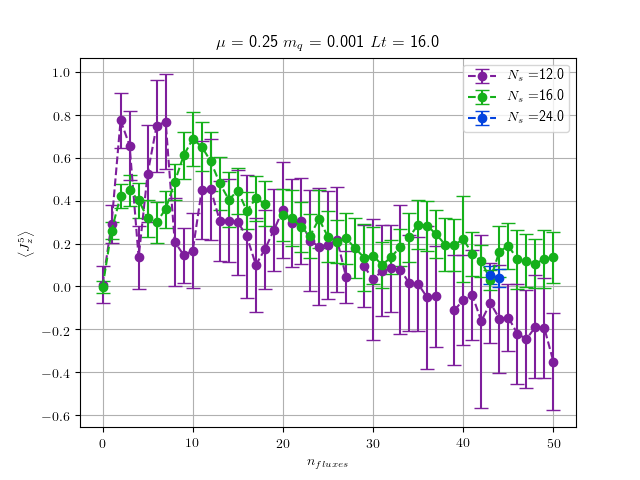 μ = 0.25 m_q = 0.001 Lt = 16.0
⟨J_z^5⟩
1.0
0.8
0.6
0.4
0.2
0.0
−0.2
−0.4
−0.6
N_s =12.0
N_s =16.0
N_s =24.0
0 10 20 30 40 50
n_{fluxes}